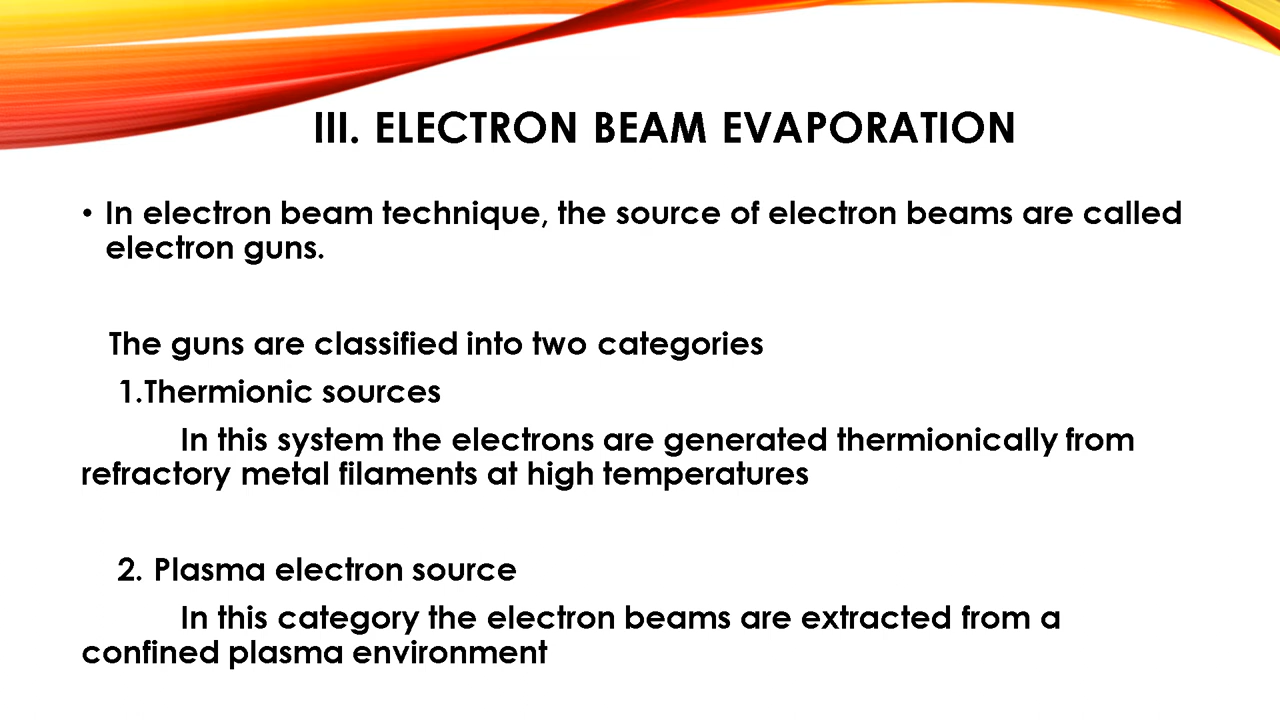 III. ELECTRON BEAM EVAPORATION
• In electron beam technique, the source of electron beams are called
electron guns.
The guns are classified into two categories
1.Thermionic sources
In this system the electrons are generated thermionically from
refractory metal filaments at high temperatures
2. Plasma electron source
In this category the electron beams are extracted from a
confined plasma environment